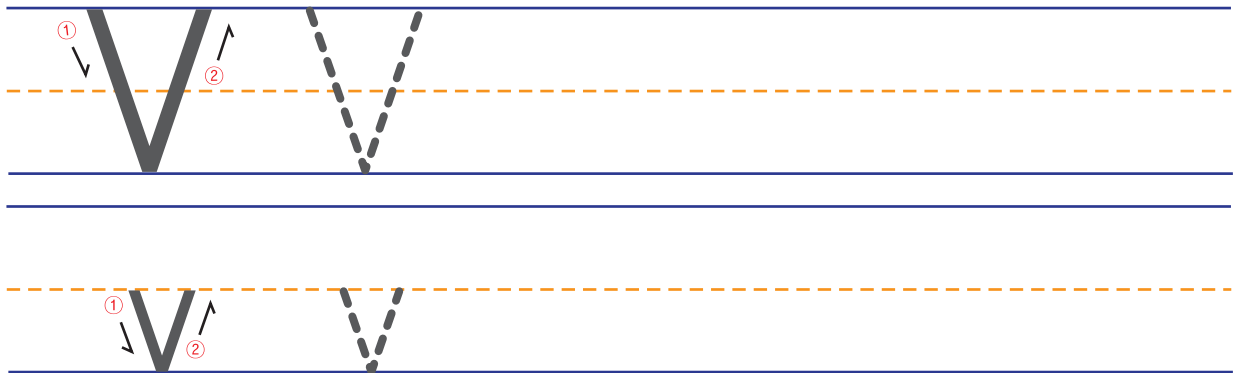 ① V ② V
① v ② v